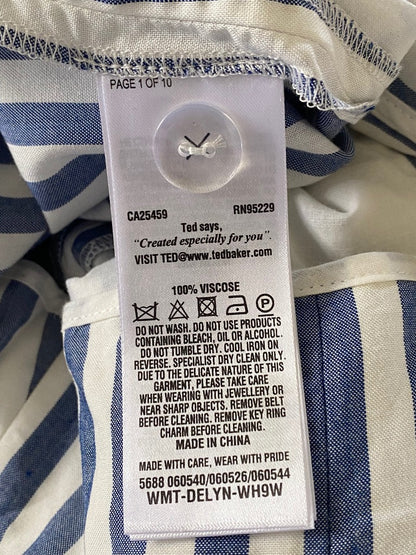 PAGE 1 OF 10
CA25459 RN95229
Ted says,
"Created especially for you".
VISIT TED@www.tedbaker.com
100% VISCOSE
P
DO NOT WASH. DO NOT USE PRODUCTS
CONTAINING BLEACH, OIL OR ALCOHOL.
DO NOT TUMBLE DRY. COOL IRON ON
REVERSE. SPECIALIST DRY CLEAN ONLY.
DUE TO THE DELICATE NATURE OF THIS
GARMENT, PLEASE TAKE CARE
WHEN WEARING WITH JEWELLERY OR
NEAR SHARP OBJECTS. REMOVE BELT
BEFORE CLEANING. REMOVE KEY RING
CHARM BEFORE CLEANING.
MADE IN CHINA
MADE WITH CARE, WEAR WITH PRIDE
5688 060540/060526/060544
WMT-DELYN-WH9W